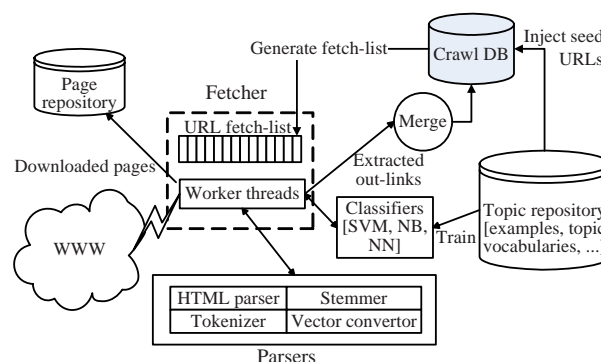 Generate fetch-list
Crawl DB
Inject seed
URLs
Page
repository
Fetcher
URL fetch-list
Merge
Downloaded pages
Extracted
out-links
Worker threads
WWW
Classifiers
[SVM, NB,
NN]
Train
Topic repository
[examples, topic
vocabularies, ...]
HTML parser
Stemmer
Tokenizer
Vector convertor
Parsers